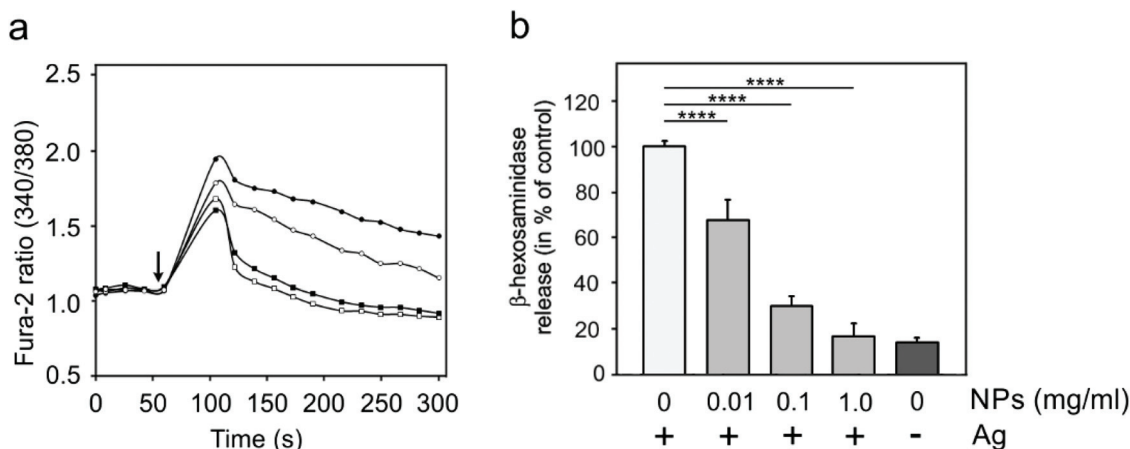 a
2.5
2.0
1.5
1.0
0.5
Fura-2 ratio (340/380)
0 50 100 150 200 250 300
Time (s)
b
120
100
80
60
40
20
0
β-hexosaminidase
release (in % of control)
****
****
****
0 0.01 0.1 1.0 0 NPs (mg/ml)
+ + + + - Ag